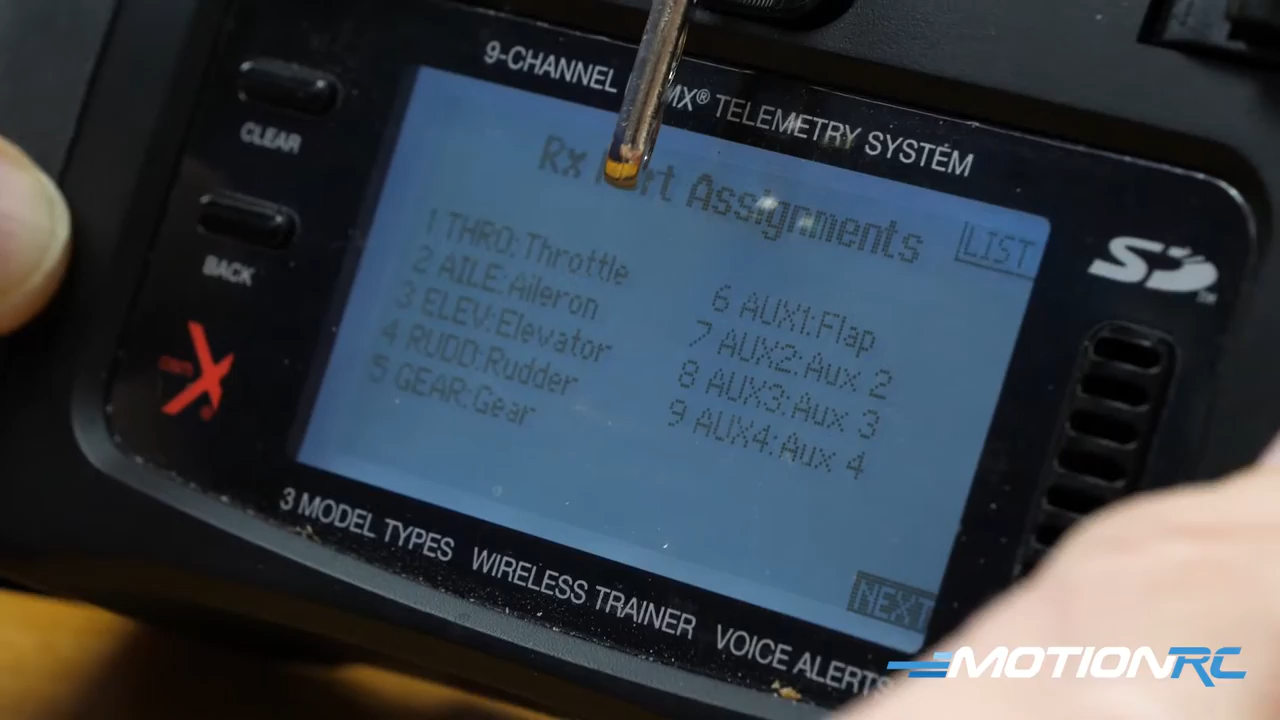 9-CHANNEL MX® TELEMETRY SYSTEM
CLEAR
BACK
Rx rt Assignments
LIST
1 THRO:Throttle
2 AILE:Aileron
3 ELEV:Elevator
4 RUDD:Rudder
5 GEAR:Gear
6 AUX1:Flap
7 AUX2:Aux 2
8 AUX3:Aux 3
9 AUX4:Aux 4
NEXT
SD
3 MODEL TYPES WIRELESS TRAINER VOICE ALERTS
MOTIONRC